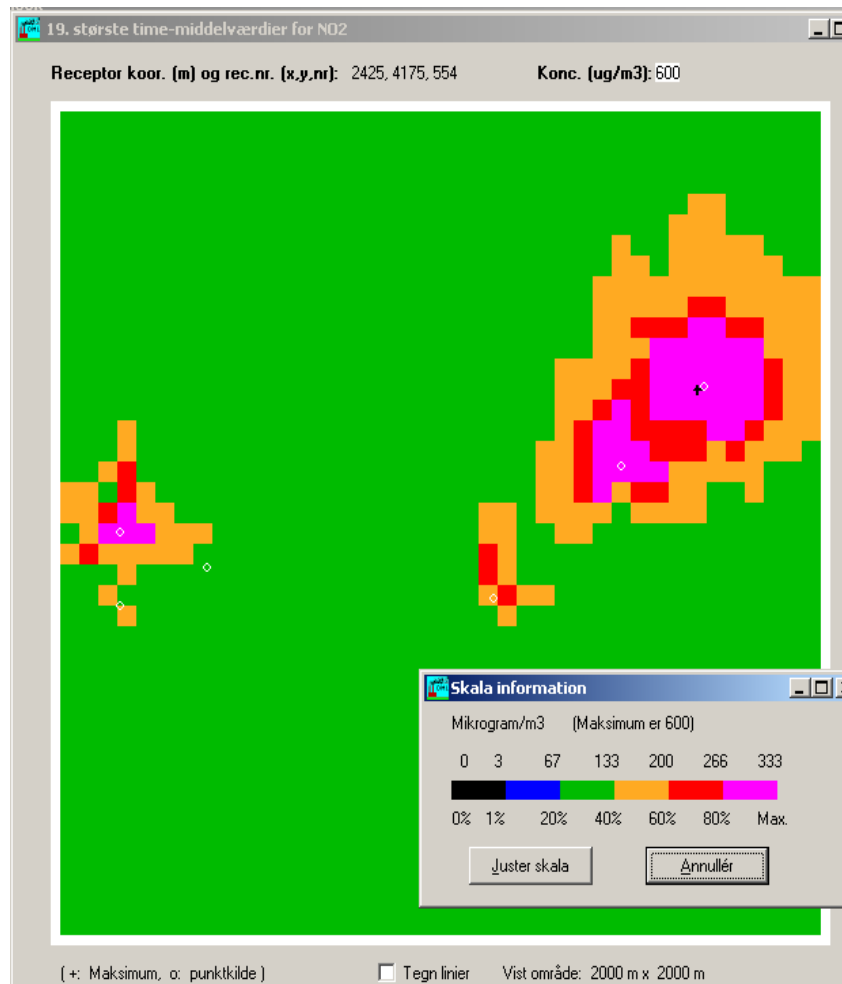 19. største time-middelværdier for NO2
Receptor koor. (m) og rec.nr. (x,y,nr): 2425, 4175, 554 Konc. (ug/m3): 600
Skala information
Mikrogram/m3 (Maksimum er 600)
0 3 67 133 200 266 333
0% 1% 20% 40% 60% 80% Max.
Juster skala Annullér
( +: Maksimum, o: punktkilde ) Tegn linier Vist område: 2000 m x 2000 m